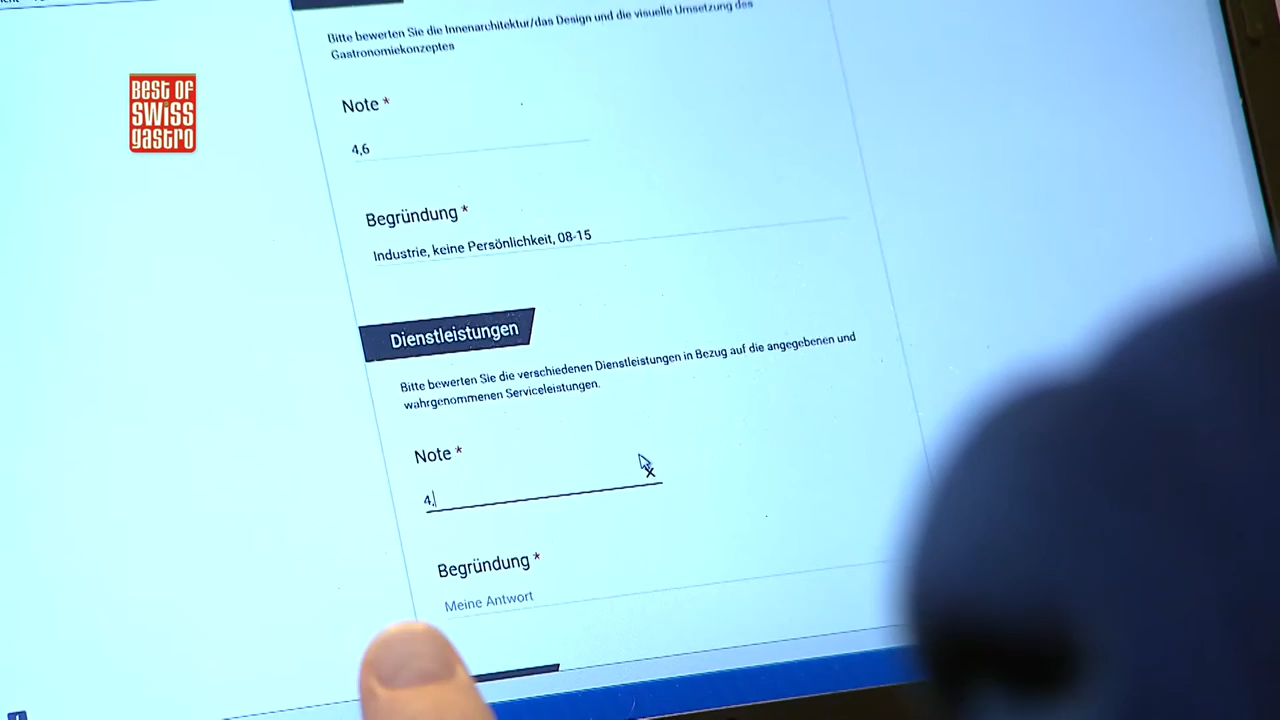 Bitte bewerten Sie die Innenarchitektur/das Design und die visuelle Umsetzung des
Gastronomiekonzeptes
BEST OF
SWiSS
gastro
Note *
4,6
Begründung *
Industrie, keine Persönlichkeit, 08-15
Dienstleistungen
Bitte bewerten Sie die verschiedenen Dienstleistungen in Bezug auf die angegebenen und
wahrgenommenen Serviceleistungen.
Note *
4,
Begründung *
Meine Antwort